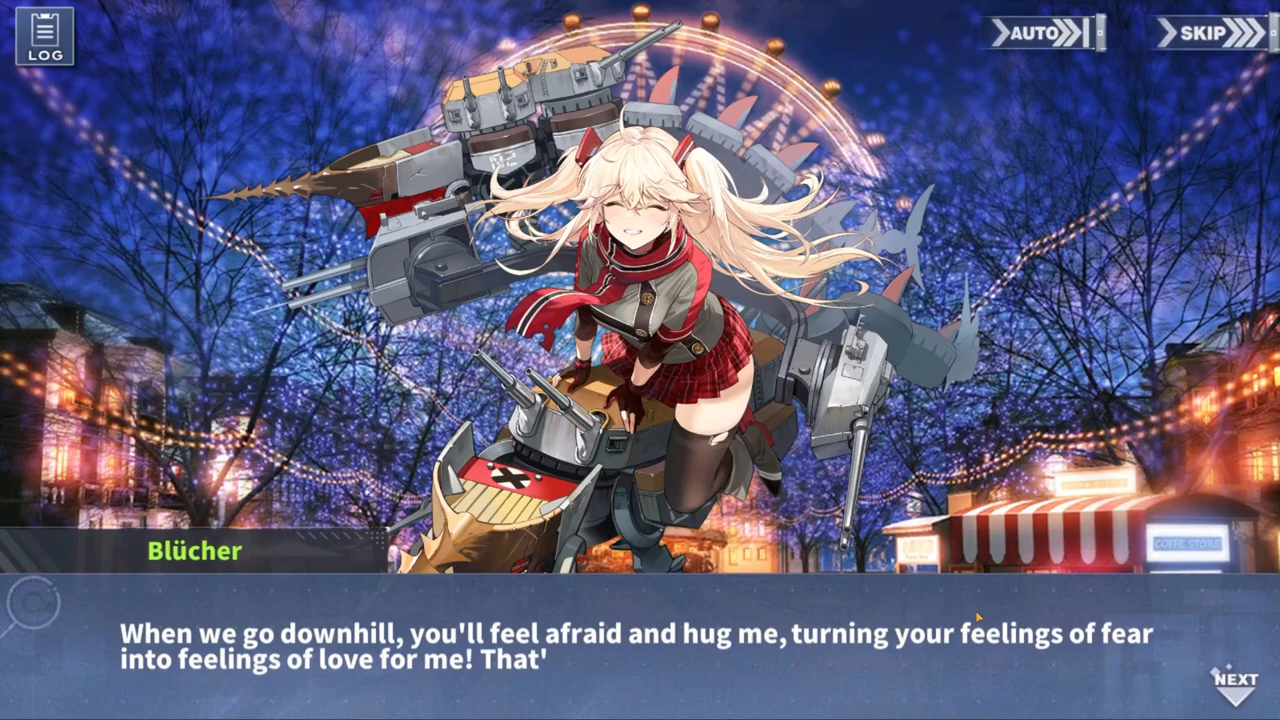 LOG
AUTO
SKIP
COFFE STORE
Blücher
When we go downhill, you'll feel afraid and hug me, turning your feelings of fear
into feelings of love for me! That'
NEXT